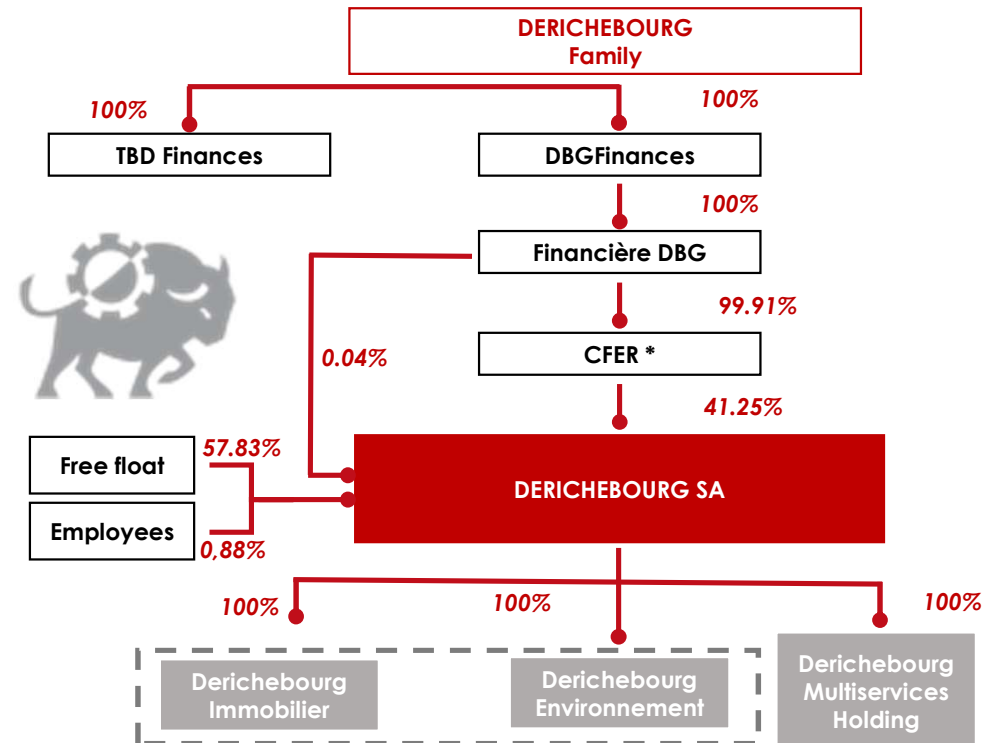 DERICHEBOURG
Family
100%
100%
TBD Finances
DBGFinances
100%
Financière DBG
99.91%
0.04%
CFER *
41.25%
Free float
57.83%
DERICHEBOURG SA
Employees
0,88%
100%
100%
100%
Derichebourg
Immobilier
Derichebourg
Environnement
Derichebourg
Multiservices
Holding